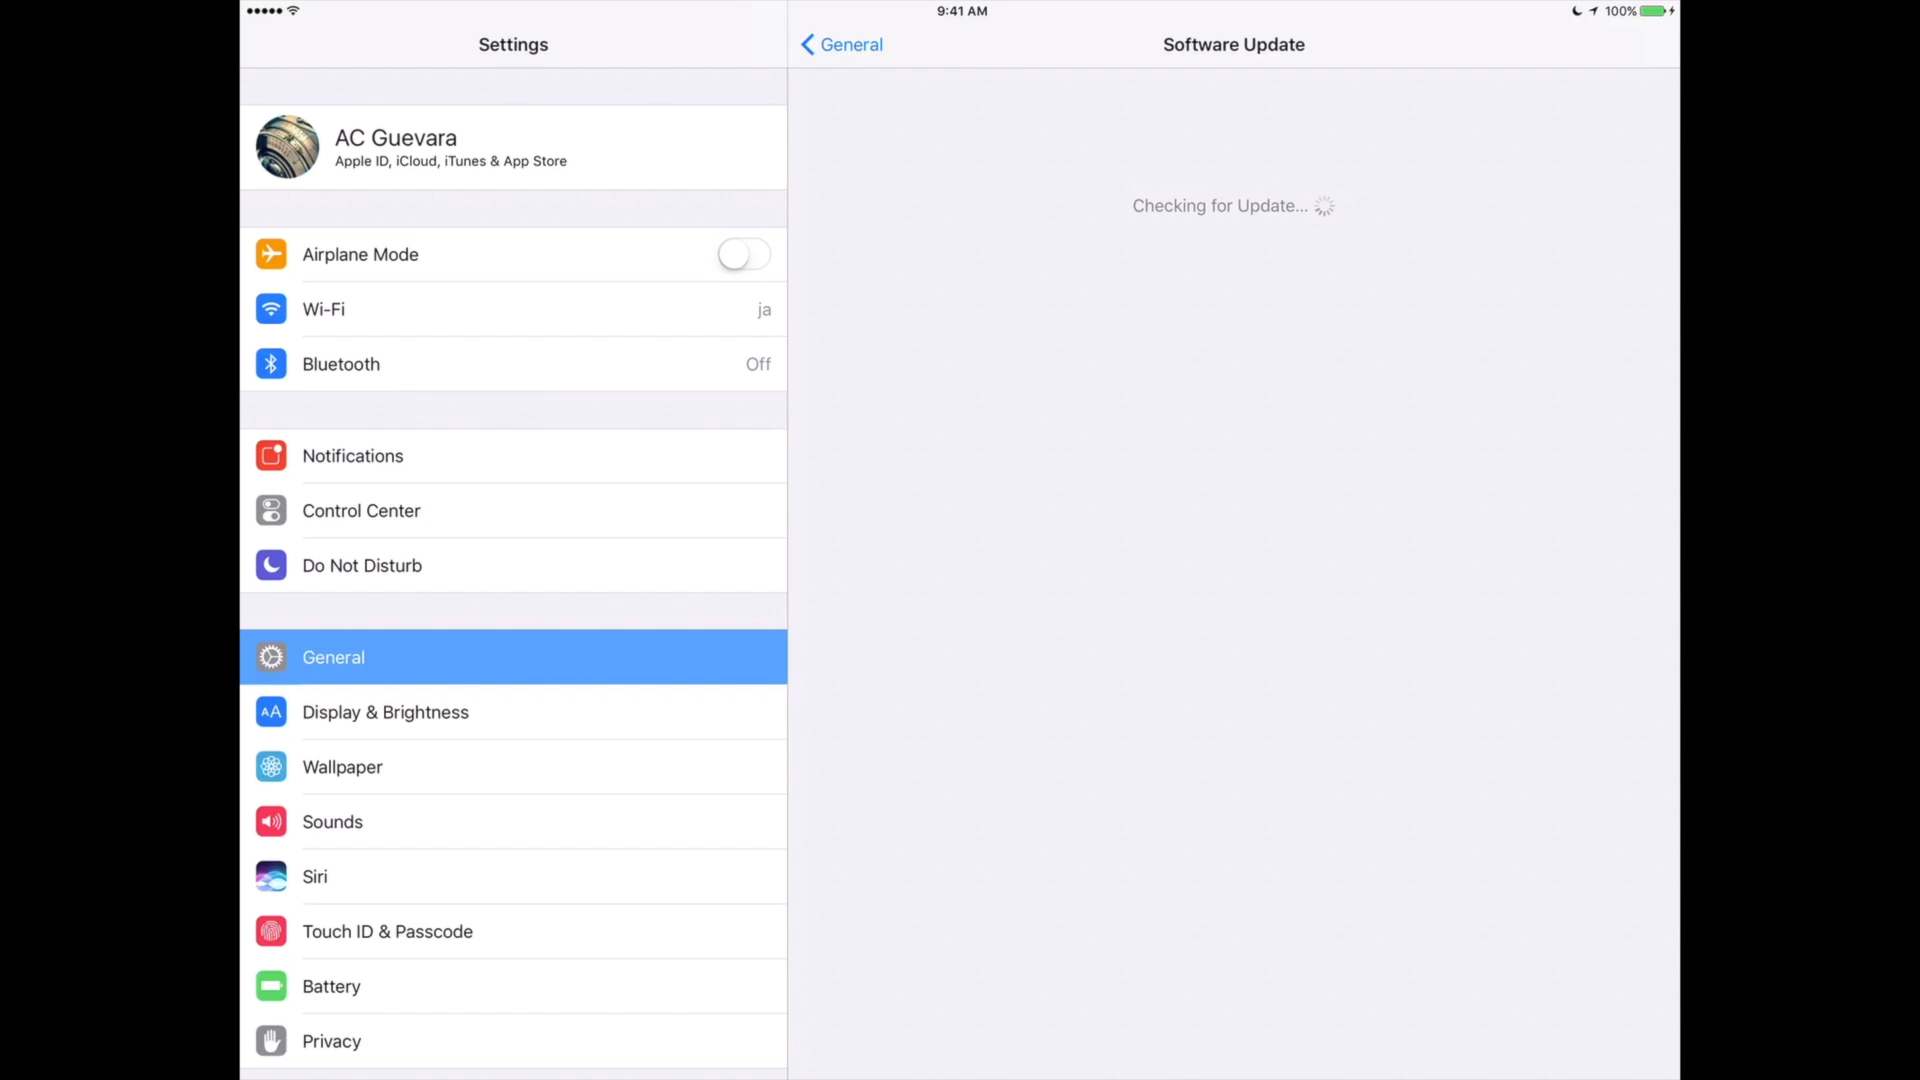 9:41 AM
100%
Settings
General
Software Update
AC Guevara
Apple ID, iCloud, iTunes & App Store
Checking for Update...
Airplane Mode
Wi-Fi
ja
Bluetooth
Off
Notifications
Control Center
Do Not Disturb
General
AA
Display & Brightness
Wallpaper
Sounds
Siri
Touch ID & Passcode
Battery
Privacy